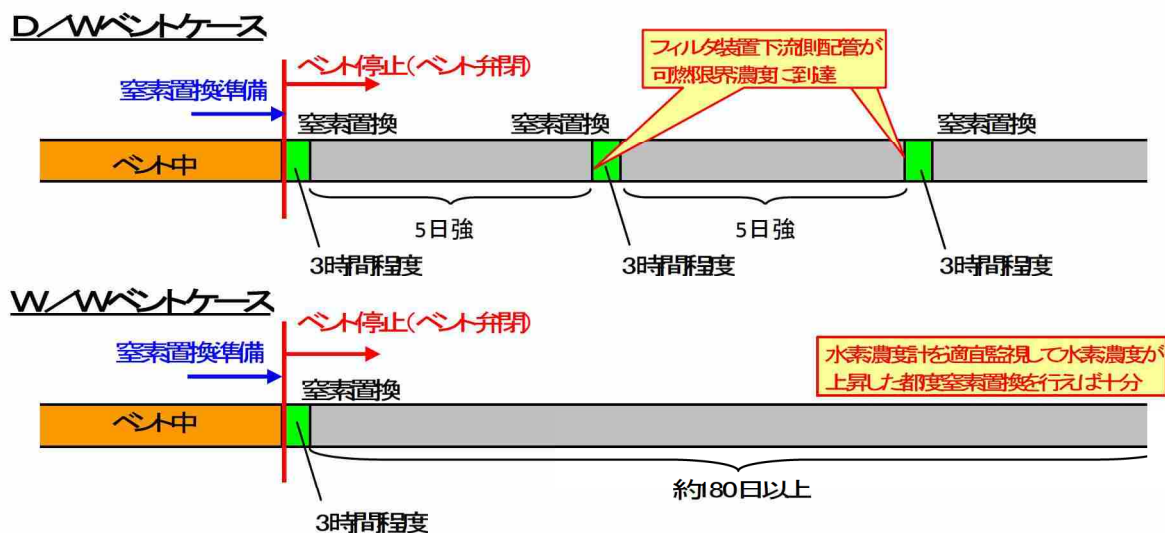 D/Wベントケース
フィルタ装置下流側配管が
可燃限界濃度に到達
ベント停止(ベント弁閉)
窒素置換準備
窒素置換
窒素置換
窒素置換
ベント中
5日強
5日強
3時間程度
3時間程度
3時間程度
W/Wベントケース
ベント停止(ベント弁閉)
窒素置換準備
水素濃度計を適宜監視して水素濃度が
上昇した都度窒素置換を行えば十分
窒素置換
ベント中
約180日以上
3時間程度